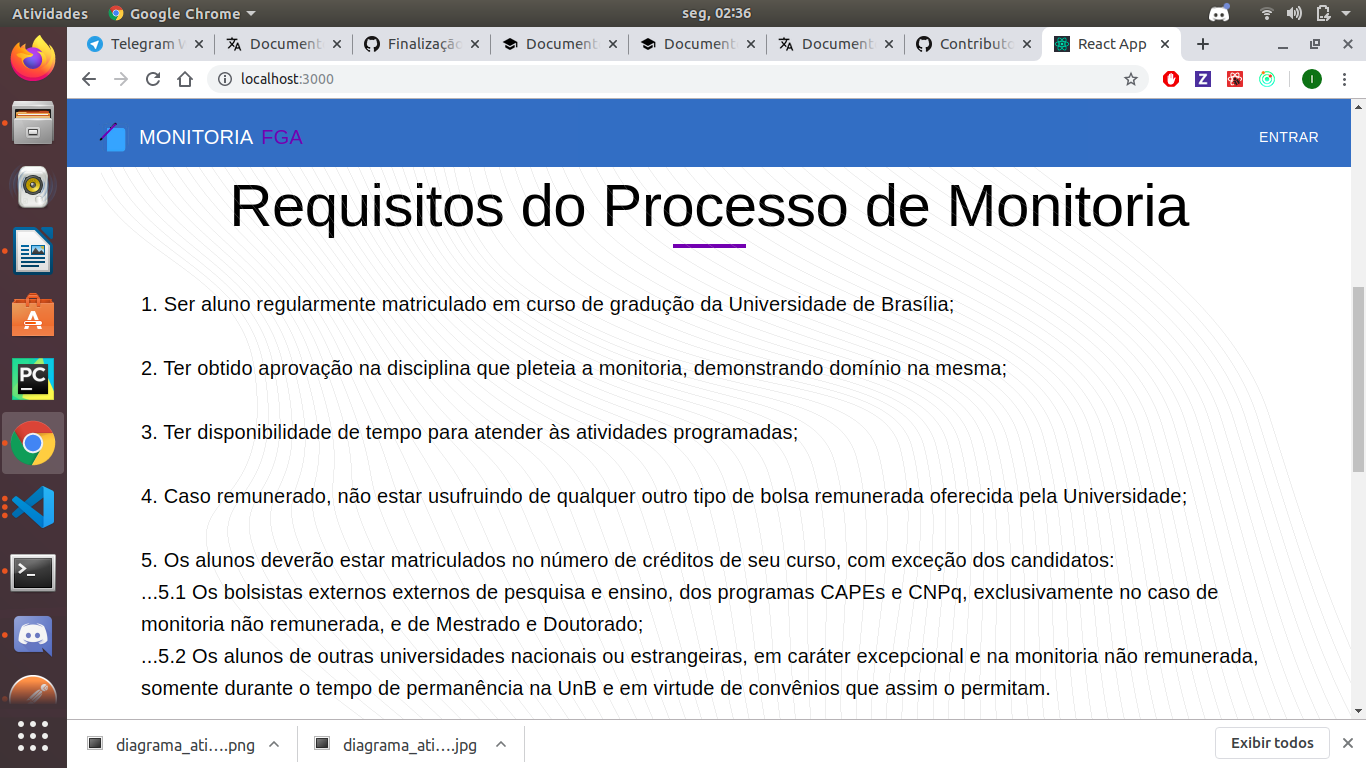 Atividades Google Chrome seg, 02:36
Telegram W Document Finalização Document Document Document Contributo React App
localhost:3000
MONITORIA FGA ENTRAR
Requisitos do Processo de Monitoria
1. Ser aluno regularmente matriculado em curso de gradução da Universidade de Brasília;
2. Ter obtido aprovação na disciplina que pleteia a monitoria, demonstrando domínio na mesma;
3. Ter disponibilidade de tempo para atender às atividades programadas;
4. Caso remunerado, não estar usufruindo de qualquer outro tipo de bolsa remunerada oferecida pela Universidade;
5. Os alunos deverão estar matriculados no número de créditos de seu curso, com exceção dos candidatos:
...5.1 Os bolsistas externos externos de pesquisa e ensino, dos programas CAPEs e CNPq, exclusivamente no caso de
monitoria não remunerada, e de Mestrado e Doutorado;
...5.2 Os alunos de outras universidades nacionais ou estrangeiras, em caráter excepcional e na monitoria não remunerada,
somente durante o tempo de permanência na UnB e em virtude de convênios que assim o permitam.
diagrama_ati....png diagrama_ati....jpg Exibir todos